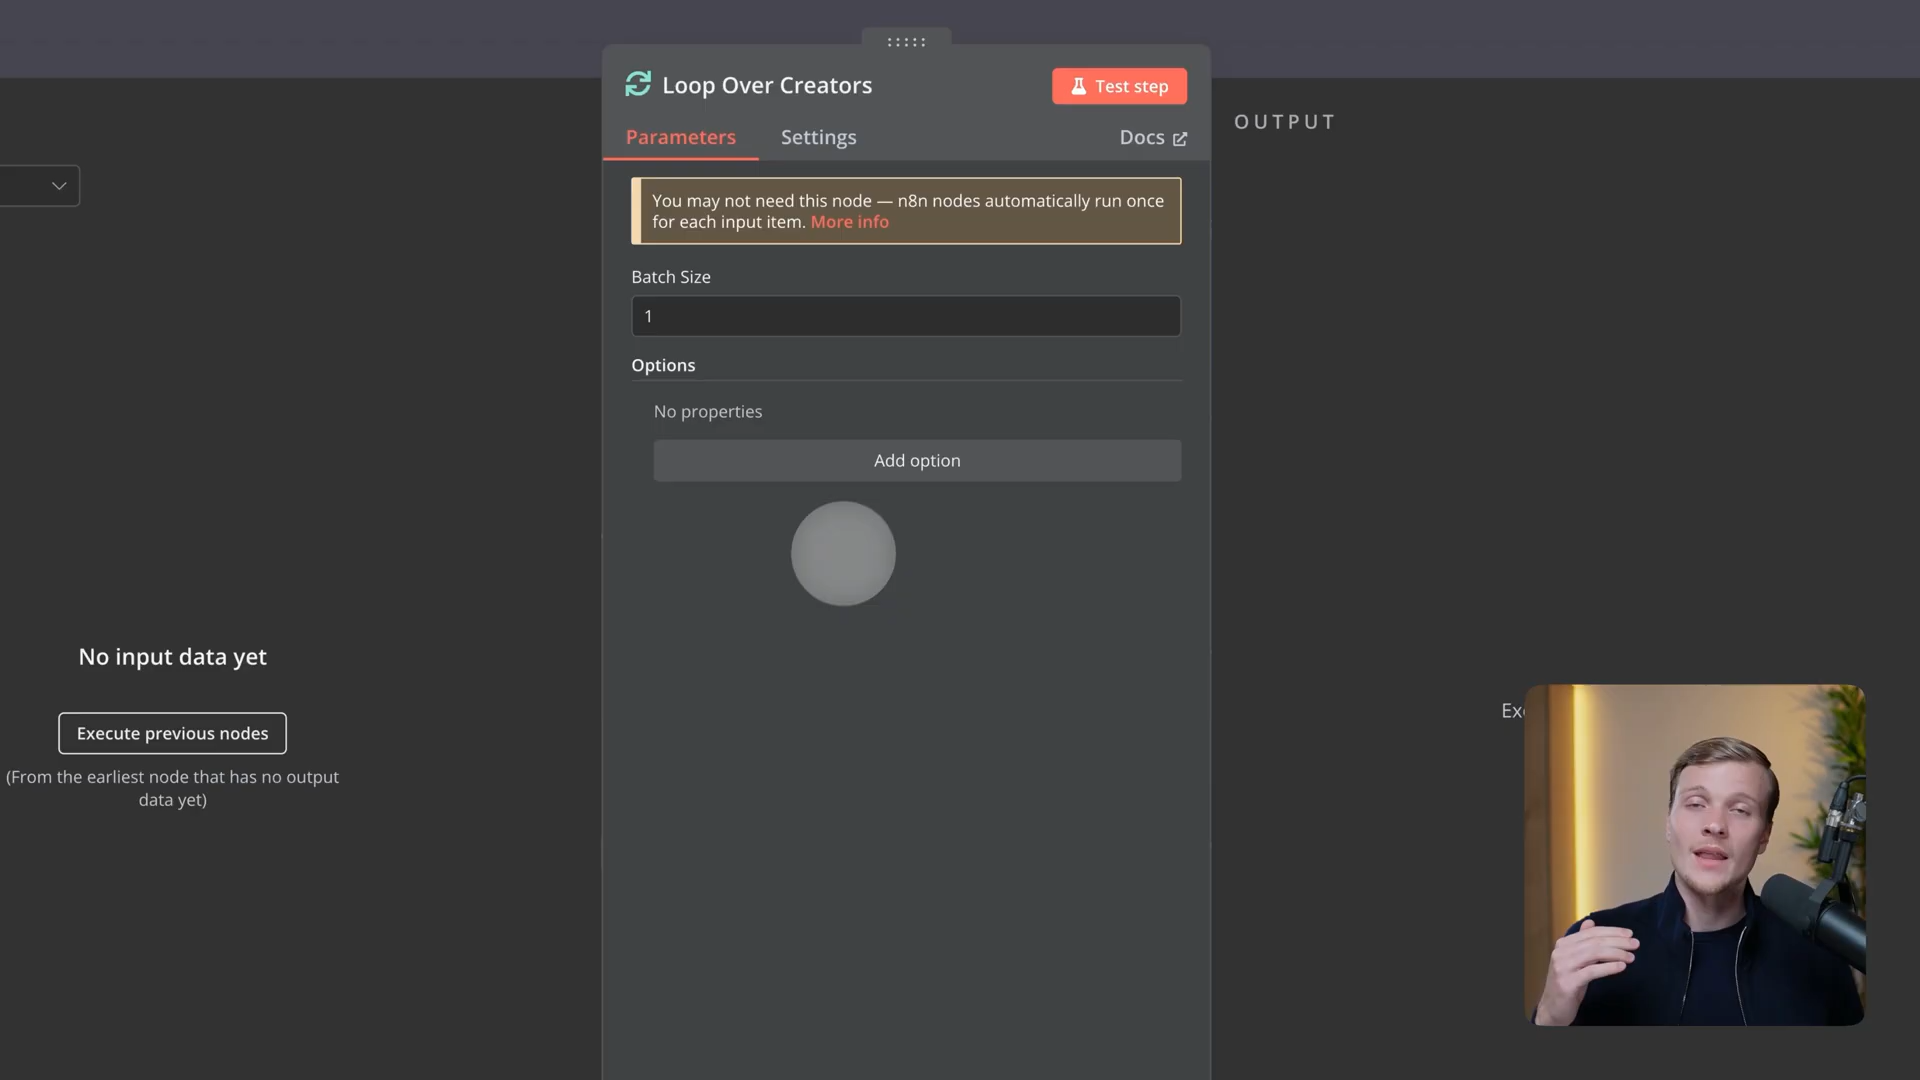 Loop Over Creators
Test step
Parameters
Settings
Docs
OUTPUT
You may not need this node — n8n nodes automatically run once
for each input item. More info
Batch Size
1
Options
No properties
Add option
No input data yet
Execute previous nodes
(From the earliest node that has no output
data yet)